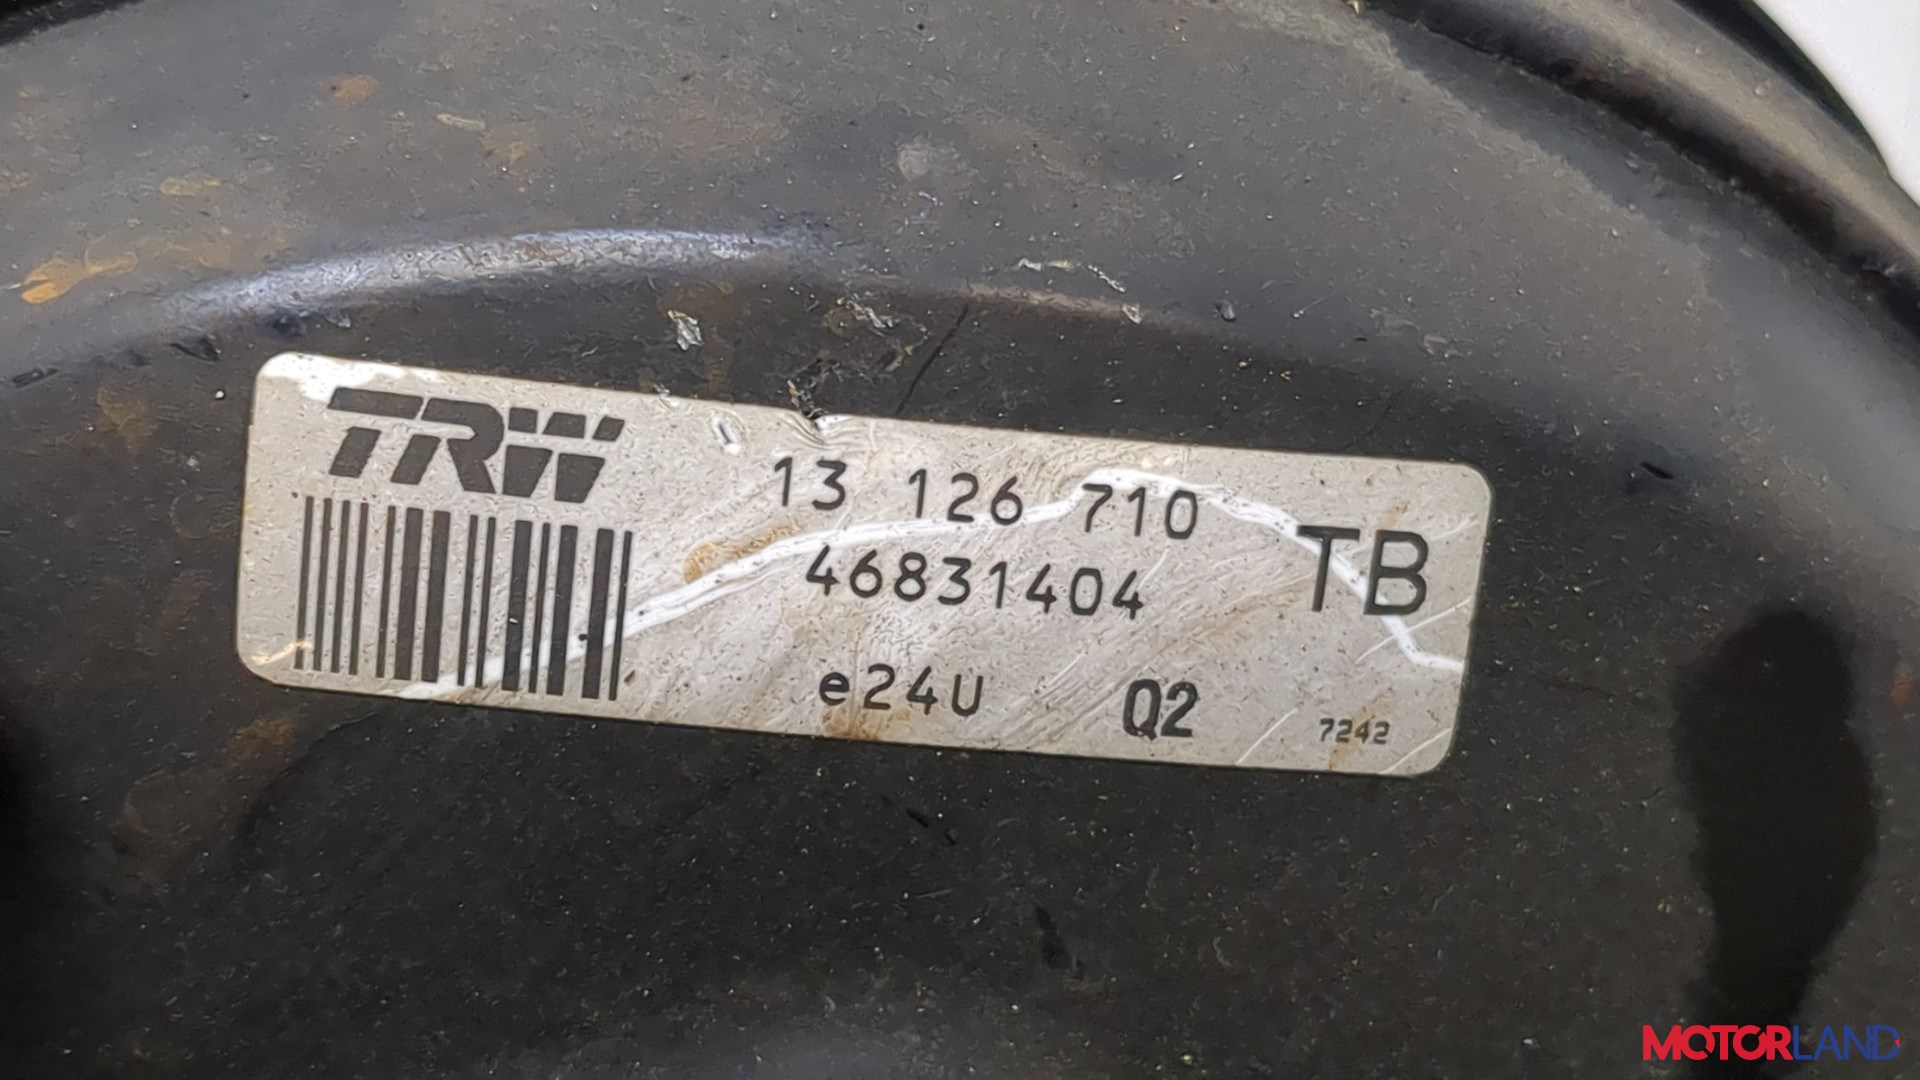 TRW
13 126 710
46831404
TB
e24U Q2 7242
MOTORLAND